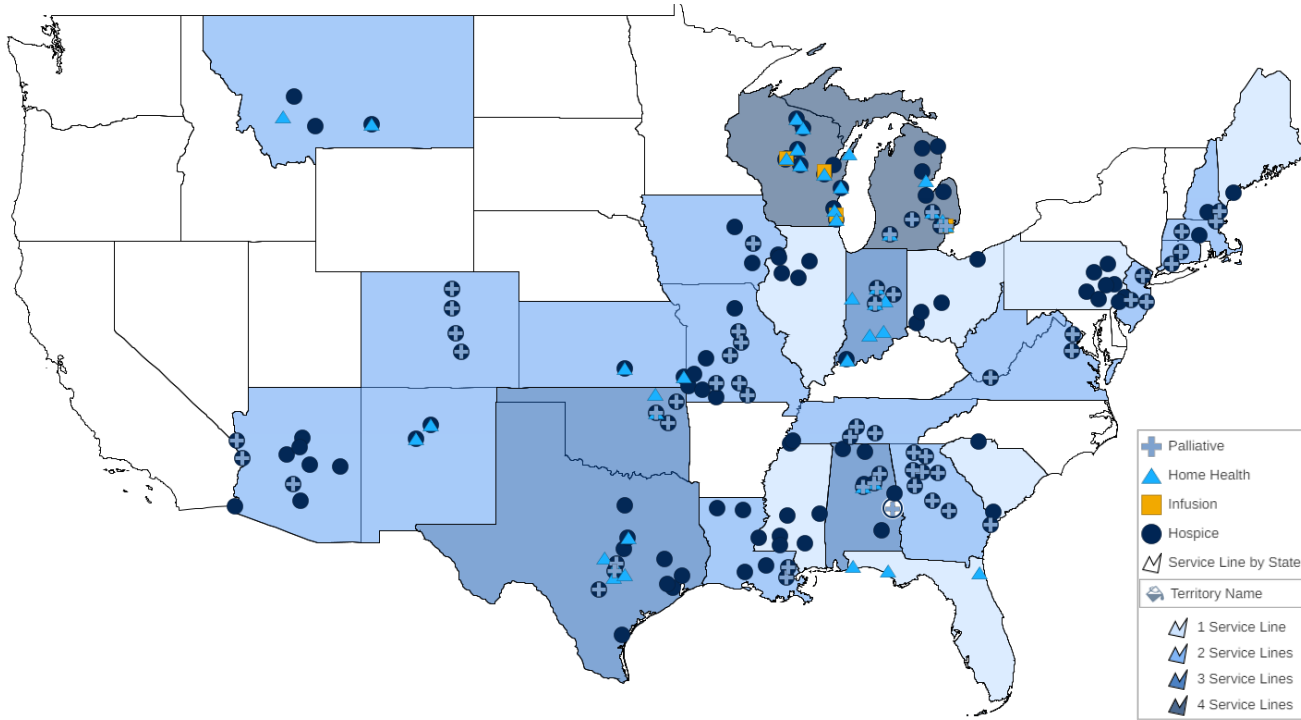 Palliative
Home Health
Infusion
Hospice
Service Line by State
Territory Name
1 Service Line
2 Service Lines
3 Service Lines
4 Service Lines